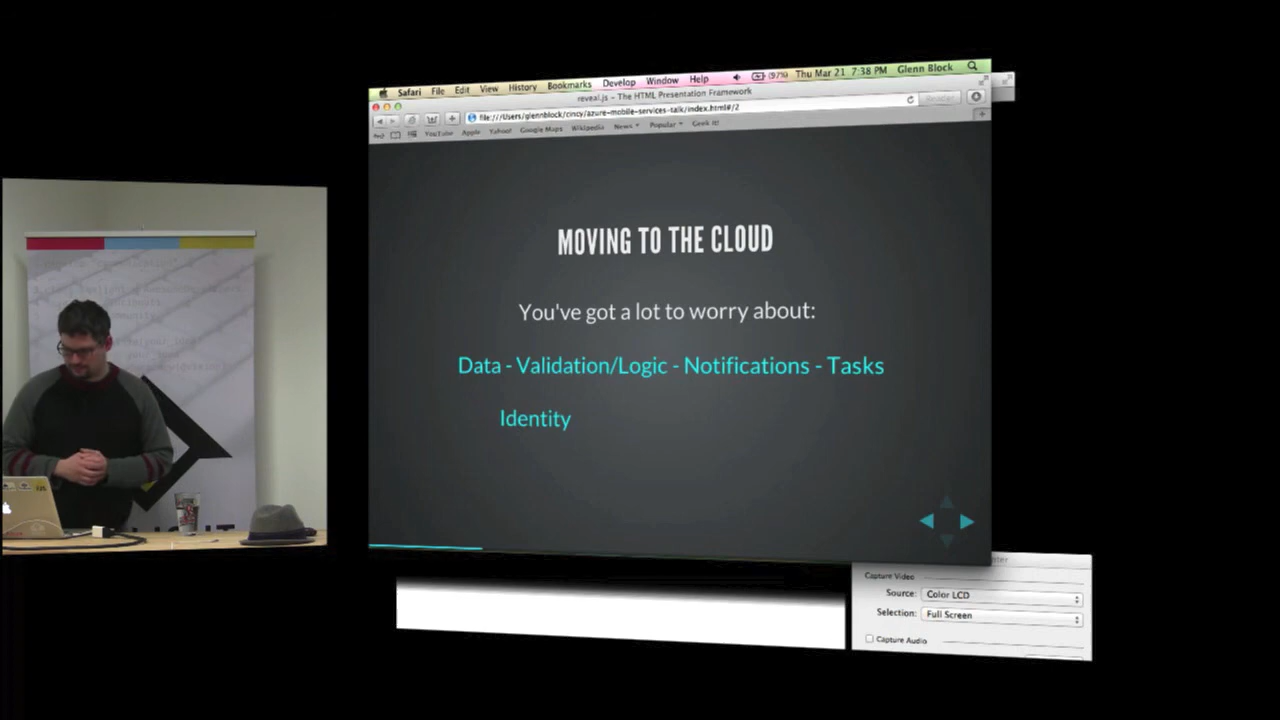 Safari File Edit View History Bookmarks Develop Window Help (97%) Thu Mar 21 7:38 PM Glenn Block
reveal.js - The HTML Presentation Framework
file:///Users/glennblock/cincy/azure-mobile-services-talk/index.html#/2
Reader
YouTube Apple Yahoo! Google Maps Wikipedia News Popular Geek it!
MOVING TO THE CLOUD
You've got a lot to worry about:
Data - Validation/Logic - Notifications - Tasks
Identity
Capture Video
Source: Color LCD
Selection: Full Screen
Capture Audio